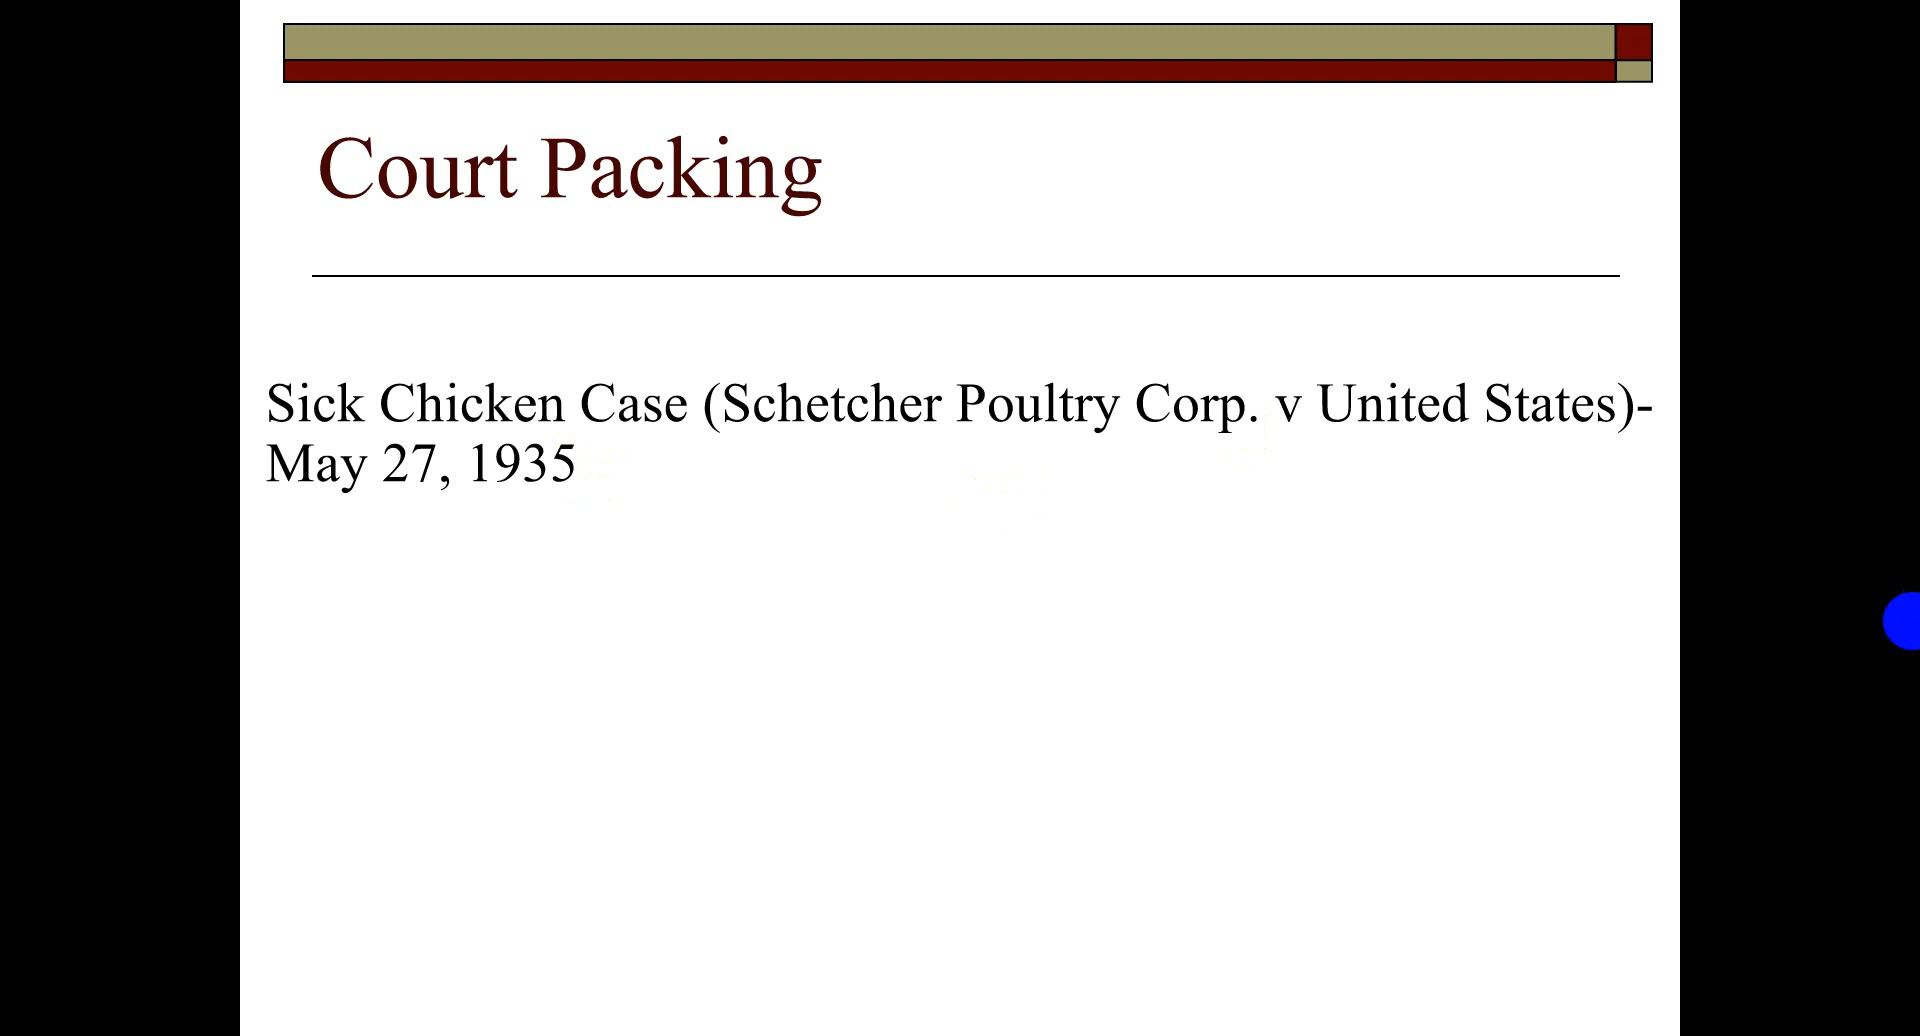 Court Packing
Sick Chicken Case (Schetcher Poultry Corp. v United States)-
May 27, 1935